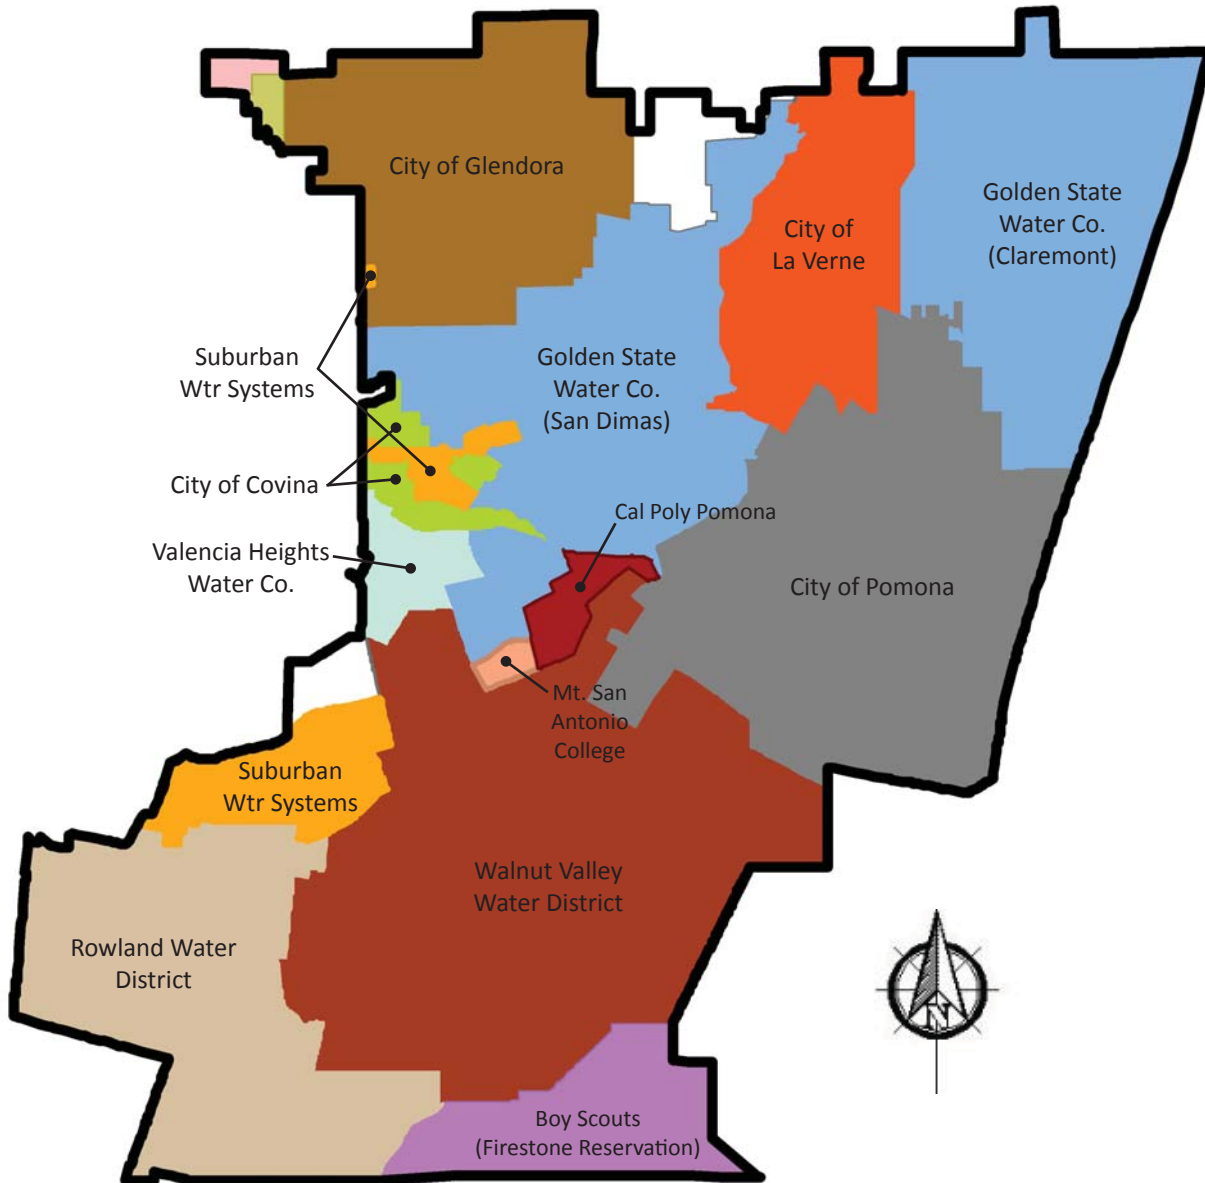 City of Glendora
City of
La Verne
Golden State
Water Co.
(Claremont)
Suburban
Wtr Systems
Golden State
Water Co.
(San Dimas)
City of Covina
Cal Poly Pomona
Valencia Heights
Water Co.
City of Pomona
Mt. San
Antonio
College
Suburban
Wtr Systems
Walnut Valley
Water District
Rowland Water
District
N
Boy Scouts
(Firestone Reservation)